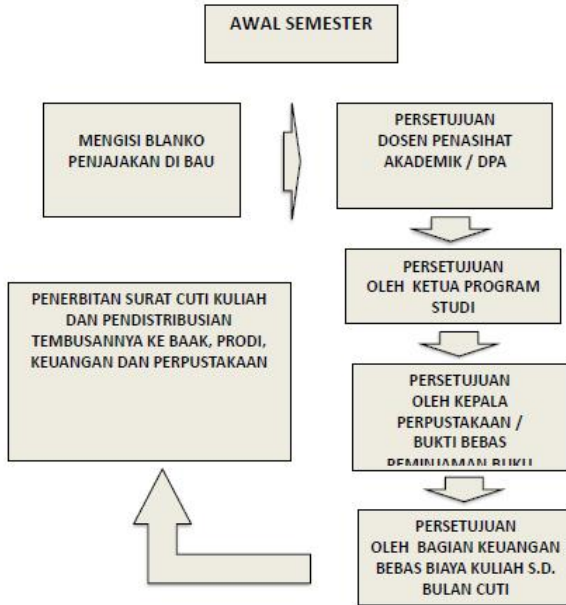 AWAL SEMESTER
MENGISI BLANKO
PENJAJAKAN DI BAU
PERSETUJUAN
DOSEN PENASIHAT
AKADEMIK / DPA
PERSETUJUAN
OLEH KETUA PROGRAM
STUDI
PERSETUJUAN
OLEH KEPALA
PERPUSTAKAAN /
BUKTI BEBAS
PEMINJAMAN BUKU
PERSETUJUAN
OLEH BAGIAN KEUANGAN
BEBAS BIAYA KULIAH S.D.
BULAN CUTI
PENERBITAN SURAT CUTI KULIAH
DAN PENDISTRIBUSIAN
TEMBUSANNYA KE BAAK, PRODI,
KEUANGAN DAN PERPUSTAKAAN